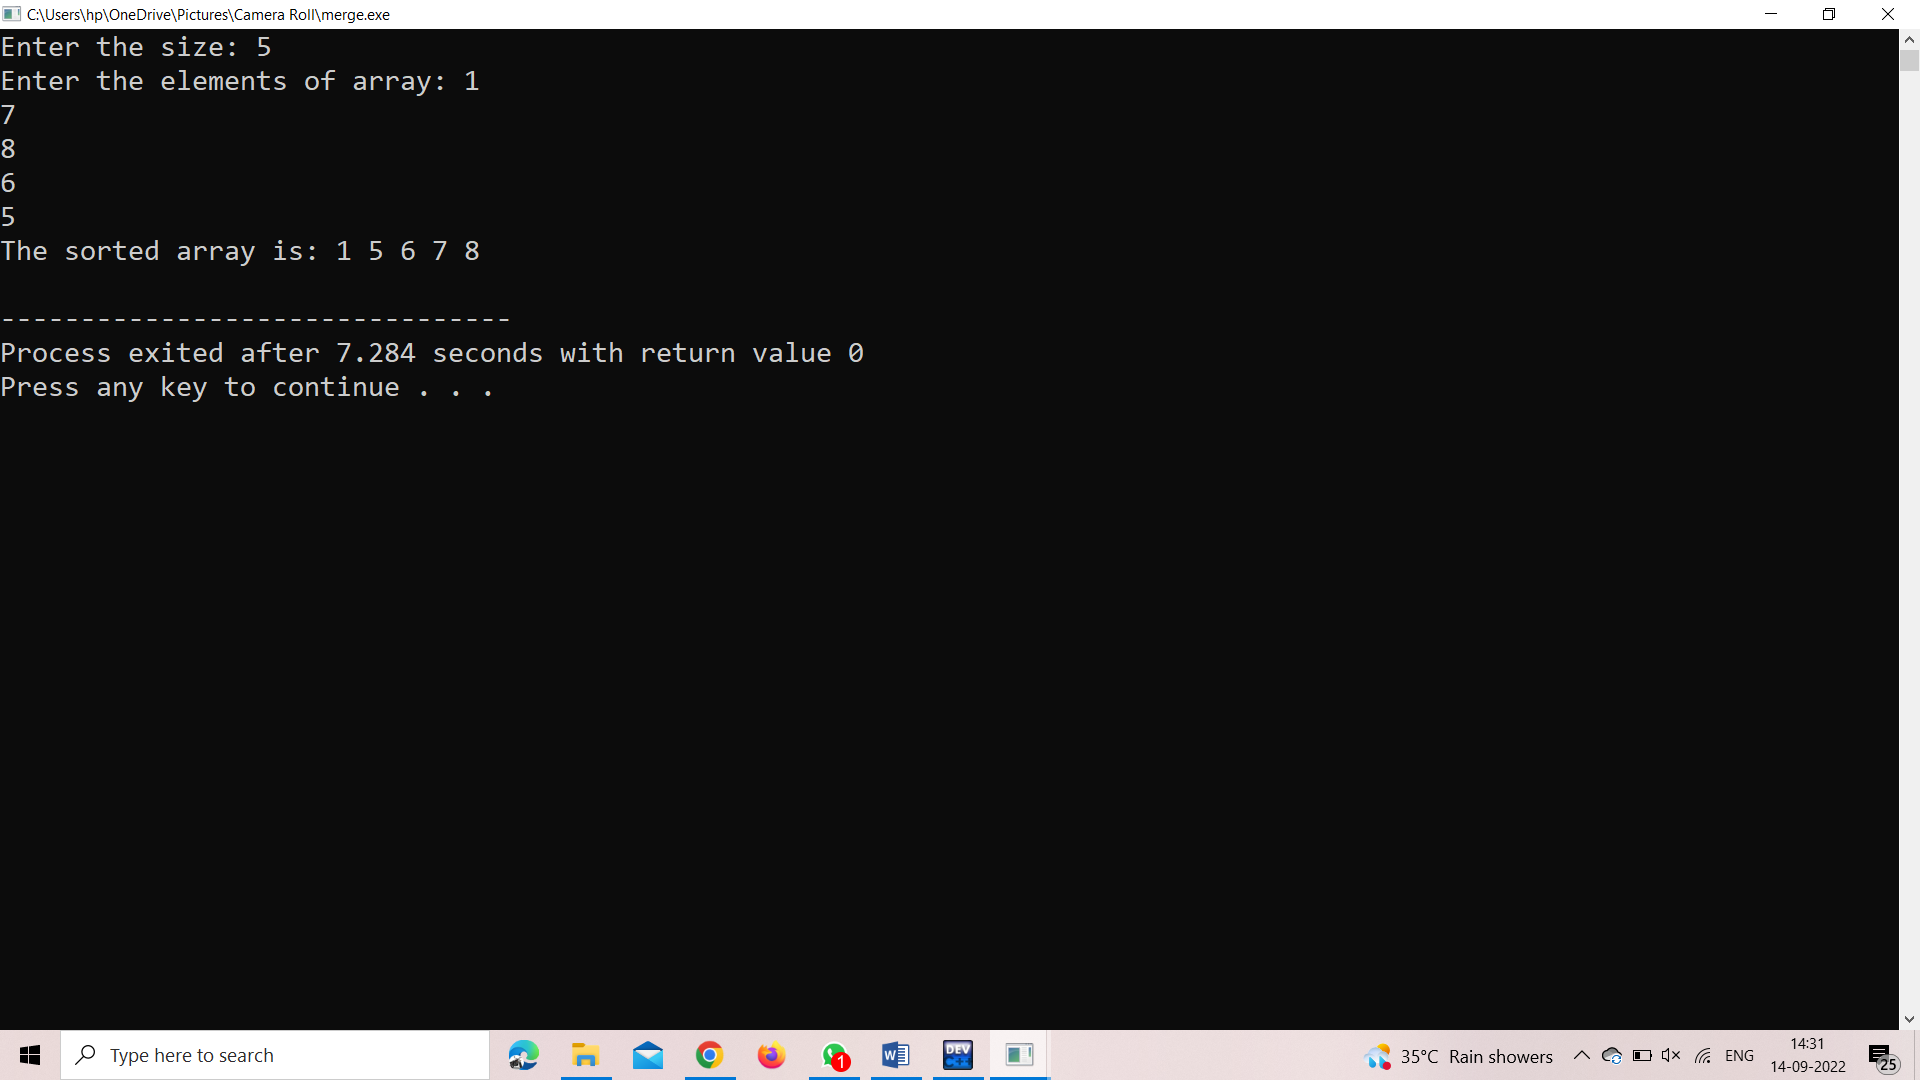 C:\Users\hp\OneDrive\Pictures\Camera Roll\merge.exe
Enter the size: 5
Enter the elements of array: 1
7
8
6
5
The sorted array is: 1 5 6 7 8
--------------------------------
Process exited after 7.284 seconds with return value 0
Press any key to continue . . .
Type here to search
1
W
DEV
C++
35°C Rain showers
ENG
14:31
14-09-2022
25